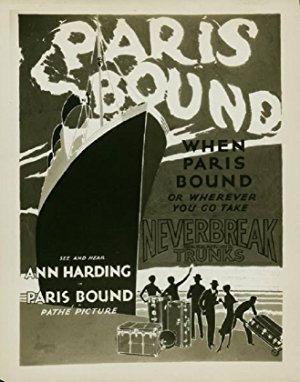 PARIS
BOUND
WHEN
PARIS
BOUND
OR WHEREVER
YOU GO TAKE
NEVERBREAK
TRUNKS
SEE AND HEAR
ANN HARDING
IN
PARIS BOUND
PATHÉ PICTURE